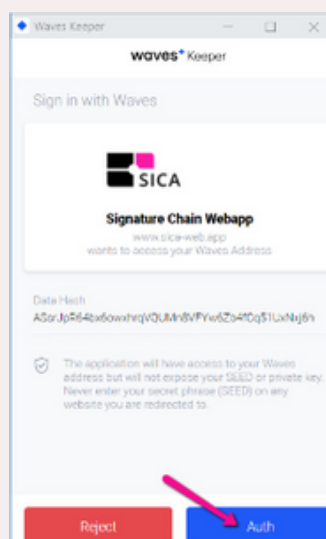 Waves Keeper
waves+ Keeper
Sign in with Waves
SICA
Signature Chain Webapp
www.sica-web.app
wants to access your Waves Address
Data Hash
The application will have access to your Waves
address but will not expose your SEED or private key.
Never enter your secret phrase (SEED) on any
website you are redirected to.
Reject
Auth